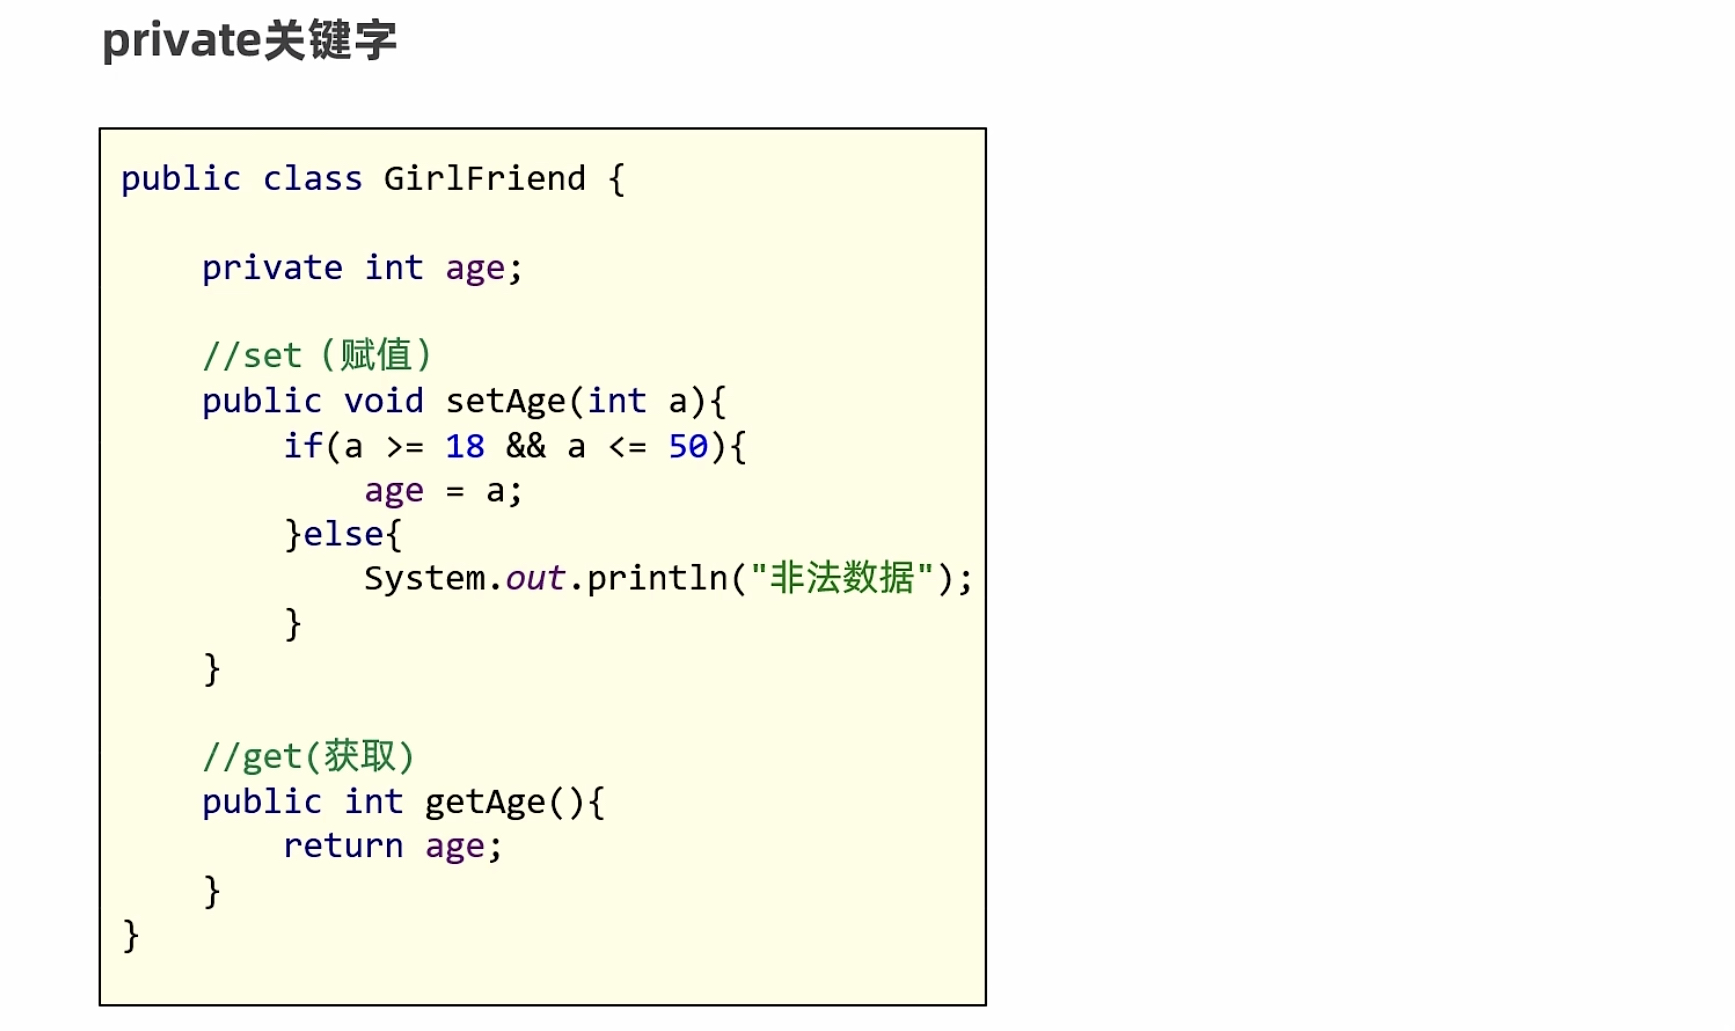 private关键字
public class GirlFriend {
private int age;
//set（赋值）
public void setAge(int a){
if(a >= 18 && a <= 50){
age = a;
}else{
System.out.println("非法数据");
}
}
//get(获取)
public int getAge(){
return age;
}
}